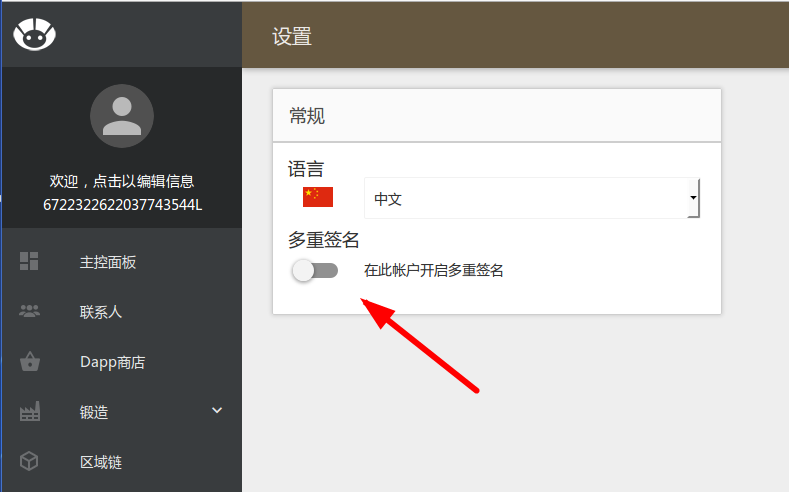 设置
欢迎，点击以编辑信息
6722322622037743544L
主控面板
联系人
Dapp商店
锻造
区域链
常规
语言
中文
多重签名
在此帐户开启多重签名